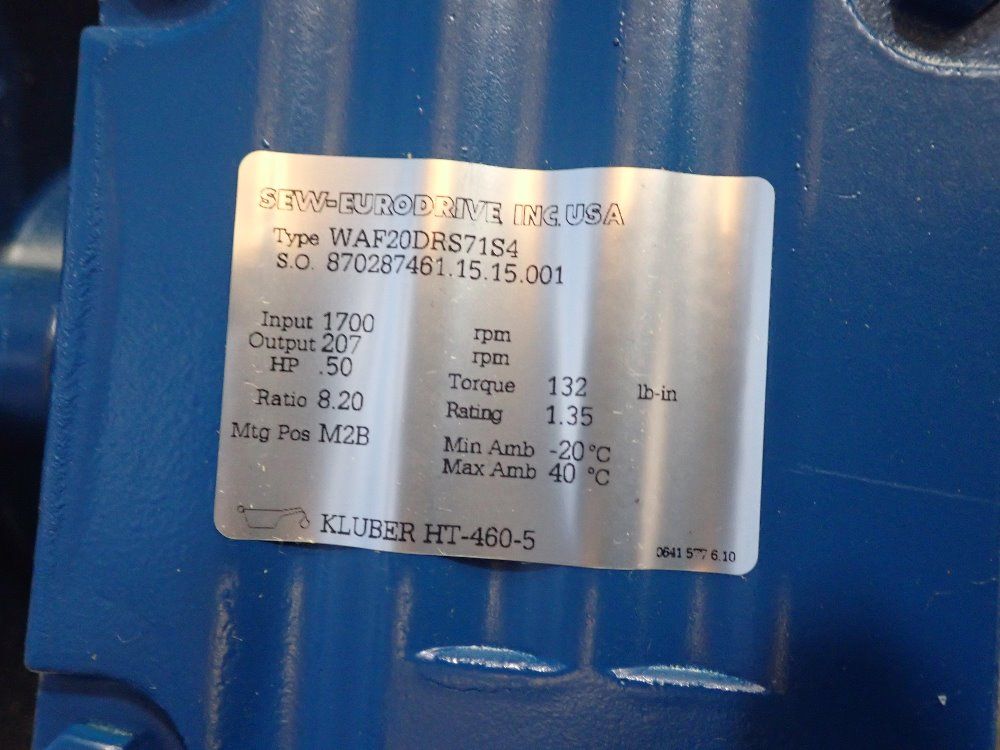 SEW-EURODRIVE INC. USA
Type WAF20DRS71S4
S.O. 870287461.15.15.001
Input 1700 rpm
Output 207 rpm
HP .50 Torque 132 lb-in
Ratio 8.20 Rating 1.35
Mtg Pos M2B Min Amb -20 °C
Max Amb 40 °C
KLUBER HT-460-5
0641 577 6.10